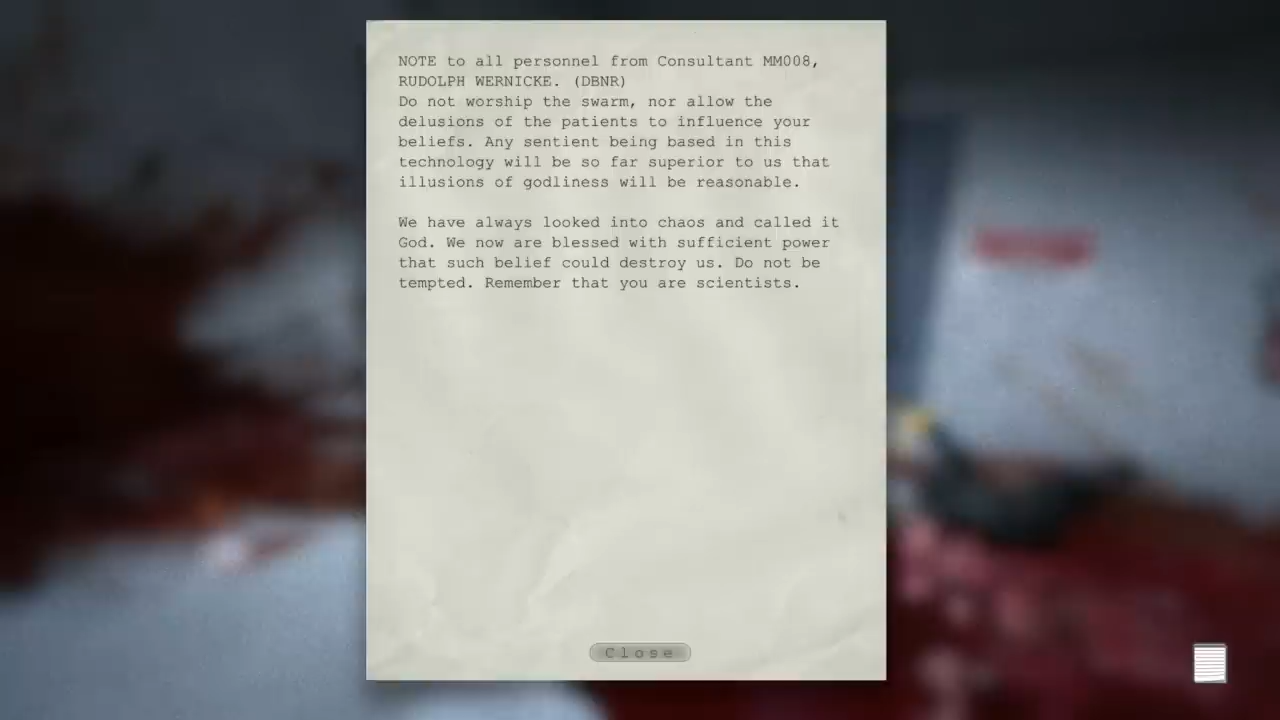 NOTE to all personnel from Consultant MM008,
RUDOLPH WERNICKE. (DBNR)
Do not worship the swarm, nor allow the
delusions of the patients to influence your
beliefs. Any sentient being based in this
technology will be so far superior to us that
illusions of godliness will be reasonable.
We have always looked into chaos and called it
God. We now are blessed with sufficient power
that such belief could destroy us. Do not be
tempted. Remember that you are scientists.
Close